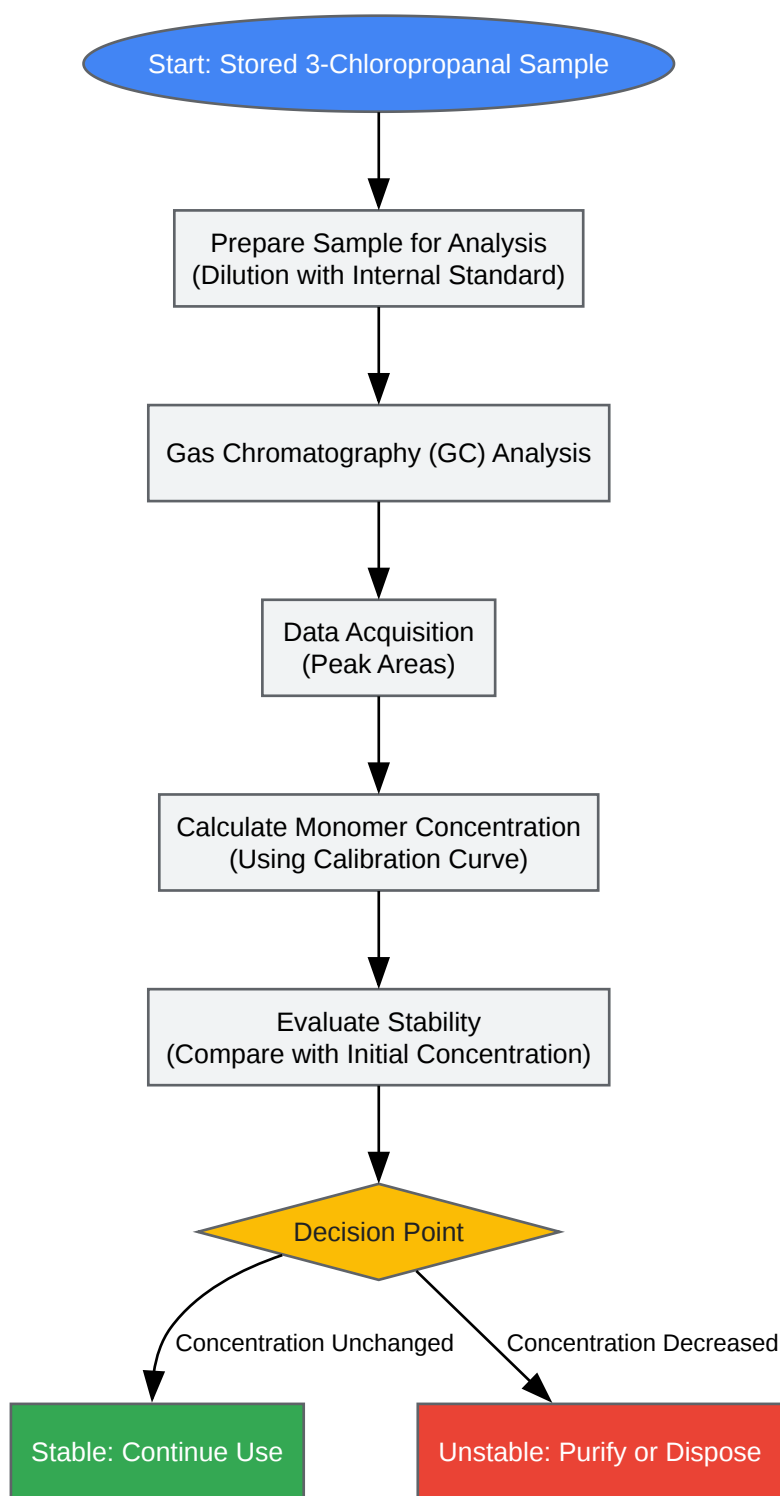 Start: Stored 3-Chloropropanal Sample
Prepare Sample for Analysis
(Dilution with Internal Standard)
Gas Chromatography (GC) Analysis
Data Acquisition
(Peak Areas)
Calculate Monomer Concentration
(Using Calibration Curve)
Evaluate Stability
(Compare with Initial Concentration)
Decision Point
Concentration Unchanged
Concentration Decreased
Stable: Continue Use
Unstable: Purify or Dispose